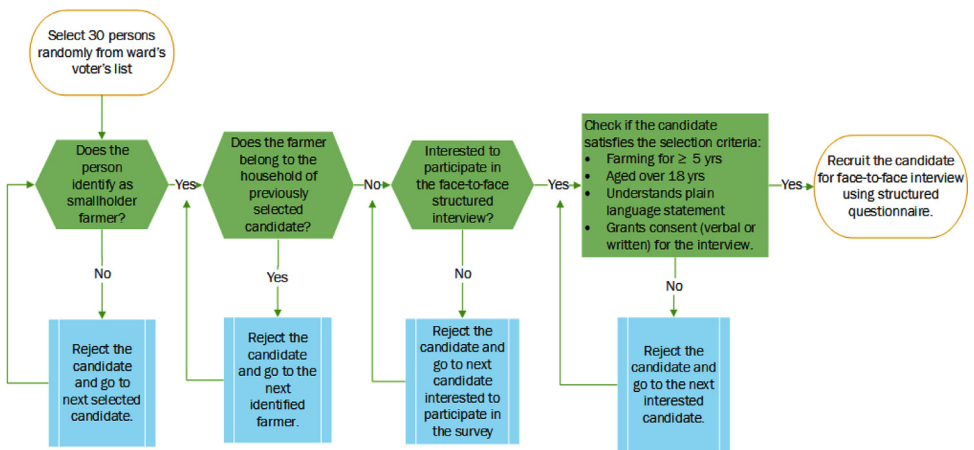 Select 30 persons
randomly from ward's
voter's list
Does the
person
identify as
smallholder
farmer?
Yes
Does the farmer
belong to the
household of
previously
selected
candidate?
No
Interested to
participate in
the face-to-face
structured
interview?
Yes
Check if the candidate
satisfies the selection criteria:
• Farming for ≥ 5 yrs
• Aged over 18 yrs
• Understands plain
language statement
• Grants consent (verbal or
written) for the interview.
Yes
Recruit the candidate
for face-to-face interview
using structured
questionnaire.
No
Yes
No
No
Reject the
candidate
and go to
next selected
candidate.
Reject the
candidate
and go to the
next
identified
farmer.
Reject the
candidate and
go to next
candidate
interested to
participate in
the survey
Reject the
candidate and
go to the next
interested
candidate.